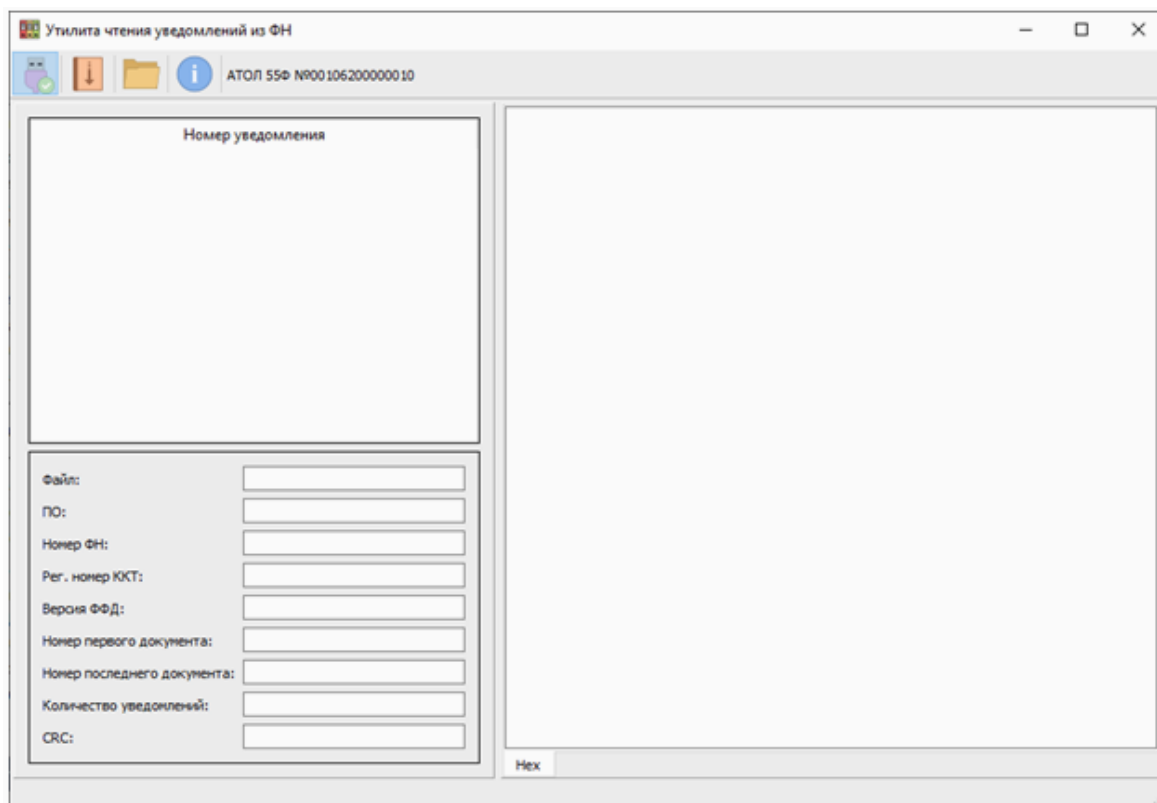 Утилита чтения уведомлений из ФН
АТОЛ 55Ф №00106200000010
Номер уведомления
Файл:
ПО:
Номер ФН:
Рег. номер ККТ:
Версия ФФД:
Номер первого документа:
Номер последнего документа:
Количество уведомлений:
CRC:
Hex